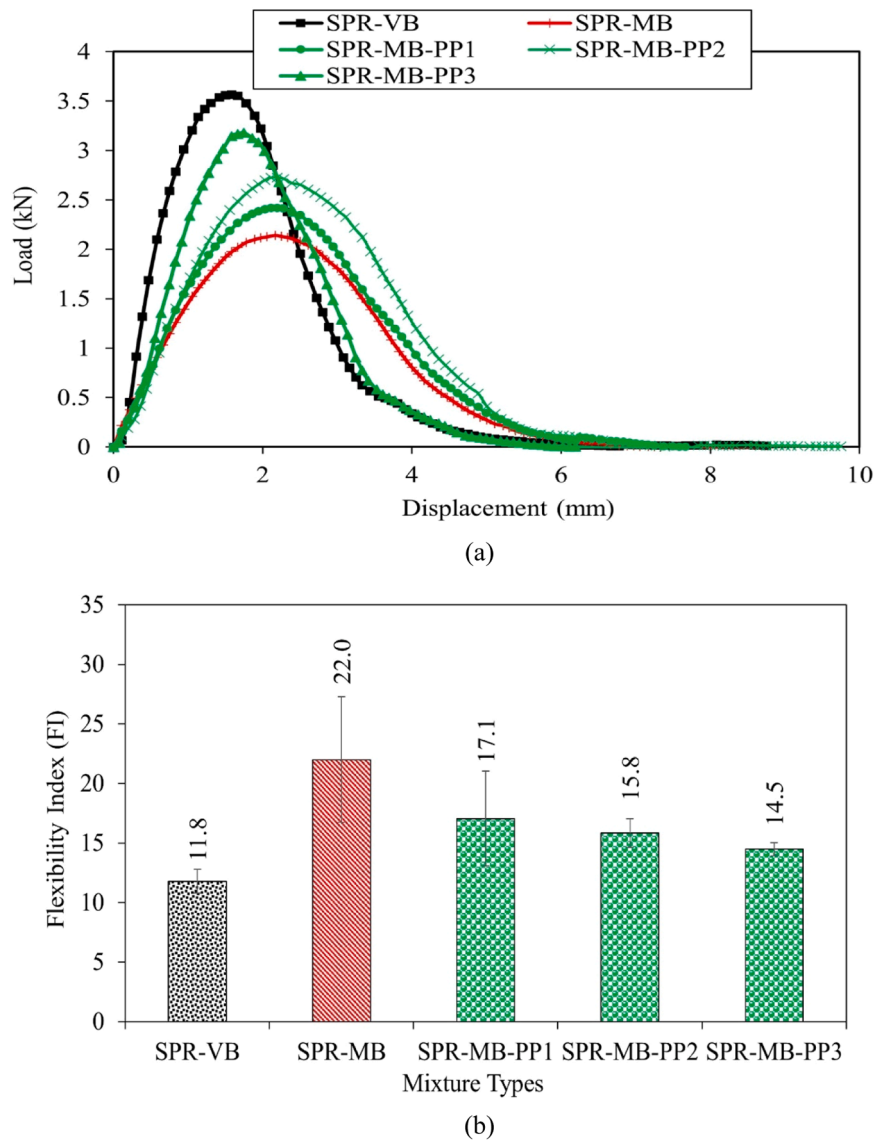 SPR-VB SPR-MB
SPR-MB-PP1 SPR-MB-PP2
SPR-MB-PP3
4
3.5
3
2.5
2
1.5
1
0.5
0
Load (kN)
0 2 4 6 8 10
Displacement (mm)
(a)
35
30
25
20
15
10
5
0
Flexibility Index (FI)
11.8
22.0
17.1
15.8
14.5
SPR-VB SPR-MB SPR-MB-PP1 SPR-MB-PP2 SPR-MB-PP3
Mixture Types
(b)